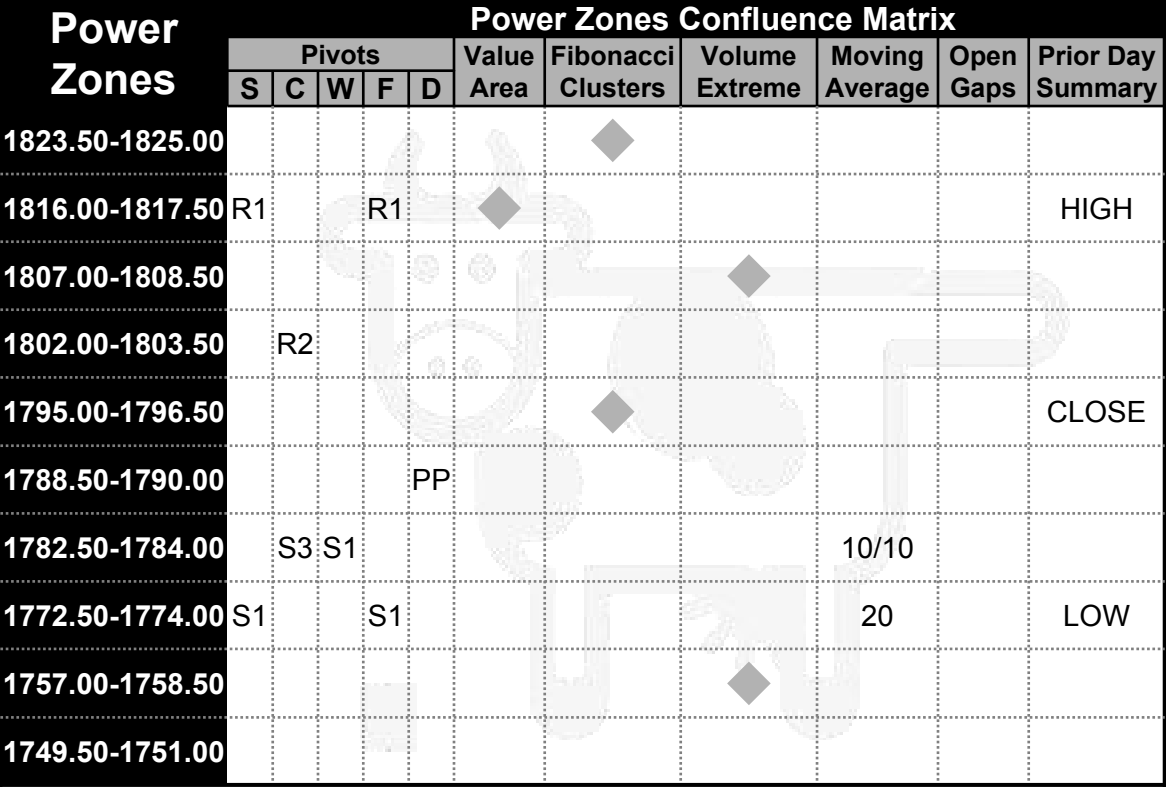 Power Zones
Power Zones Confluence Matrix
Pivots Value Area Fibonacci Clusters Volume Extreme Moving Average Open Gaps Prior Day Summary
S C W F D
1823.50-1825.00
1816.00-1817.50 R1 R1 HIGH
1807.00-1808.50
1802.00-1803.50 R2
1795.00-1796.50 CLOSE
1788.50-1790.00 PP
1782.50-1784.00 S3 S1 10/10
1772.50-1774.00 S1 S1 20 LOW
1757.00-1758.50
1749.50-1751.00